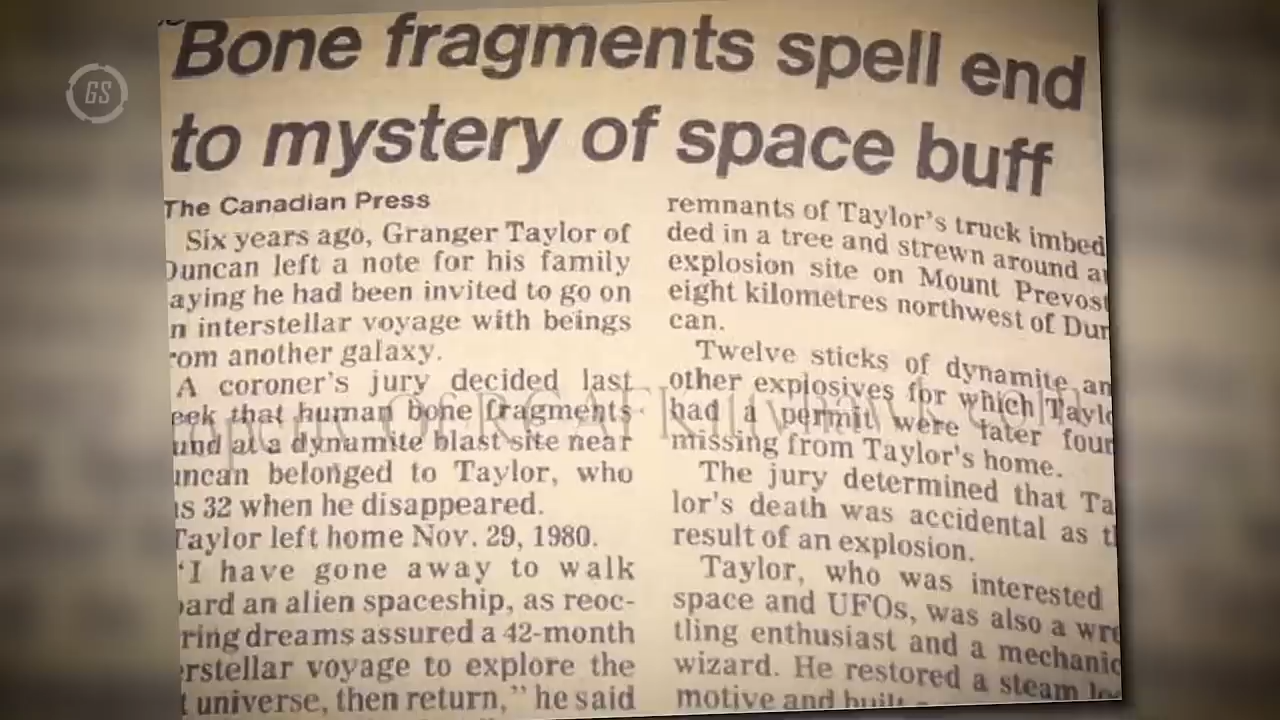 GS
Bone fragments spell end
to mystery of space buff
The Canadian Press
Six years ago, Granger Taylor of
Duncan left a note for his family
aying he had been invited to go on
n interstellar voyage with beings
rom another galaxy.
A coroner's jury decided last
eek that human bone fragments
und at a dynamite blast site near
uncan belonged to Taylor, who
as 32 when he disappeared.
Taylor left home Nov. 29, 1980.
"I have gone away to walk
oard an alien spaceship, as reoc-
ring dreams assured a 42-month
erstellar voyage to explore the
t universe, then return," he said
remnants of Taylor's truck imbed
ded in a tree and strewn around a
explosion site on Mount Prevost
eight kilometres northwest of Dun
can.
Twelve sticks of dynamite an
other explosives for which Taylo
had a permit were later foun
missing from Taylor's home.
The jury determined that Ta
lor's death was accidental as t
result of an explosion.
Taylor, who was interested
space and UFOs, was also a wre
tling enthusiast and a mechanic
wizard. He restored a steam lo
motive and built